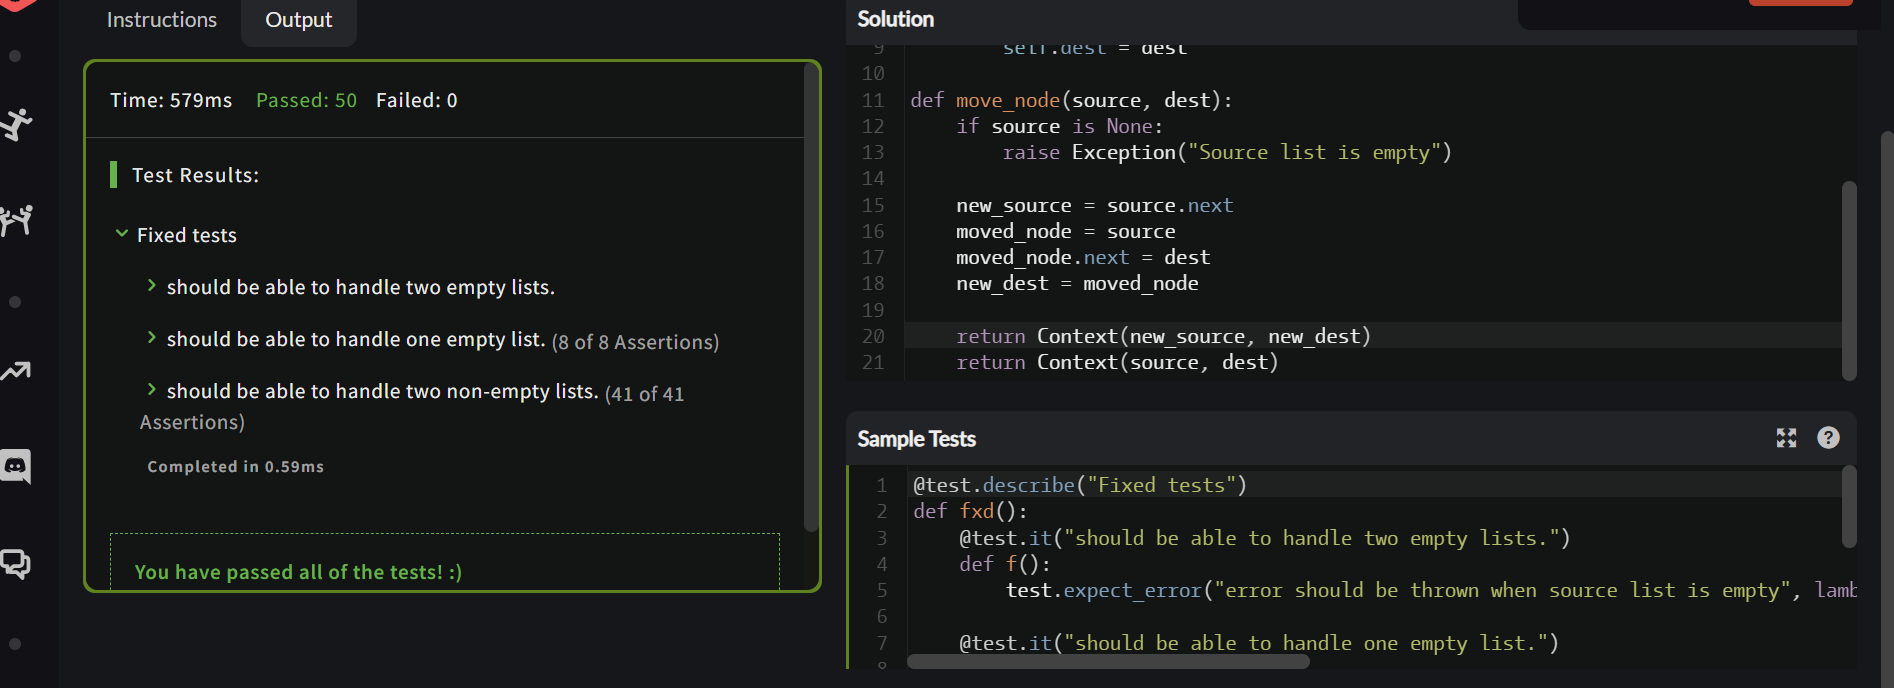 Instructions
Output
Time: 579ms Passed: 50 Failed: 0
Test Results:
Fixed tests
should be able to handle two empty lists.
should be able to handle one empty list. (8 of 8 Assertions)
should be able to handle two non-empty lists. (41 of 41
Assertions)
Completed in 0.59ms
You have passed all of the tests! :)
Solution
9         self.dest = dest
10
11 def move_node(source, dest):
12     if source is None:
13         raise Exception("Source list is empty")
14
15     new_source = source.next
16     moved_node = source
17     moved_node.next = dest
18     new_dest = moved_node
19
20     return Context(new_source, new_dest)
21     return Context(source, dest)
Sample Tests
?
1 @test.describe("Fixed tests")
2 def fxd():
3     @test.it("should be able to handle two empty lists.")
4     def f():
5         test.expect_error("error should be thrown when source list is empty", lamb
6
7     @test.it("should be able to handle one empty list.")
8